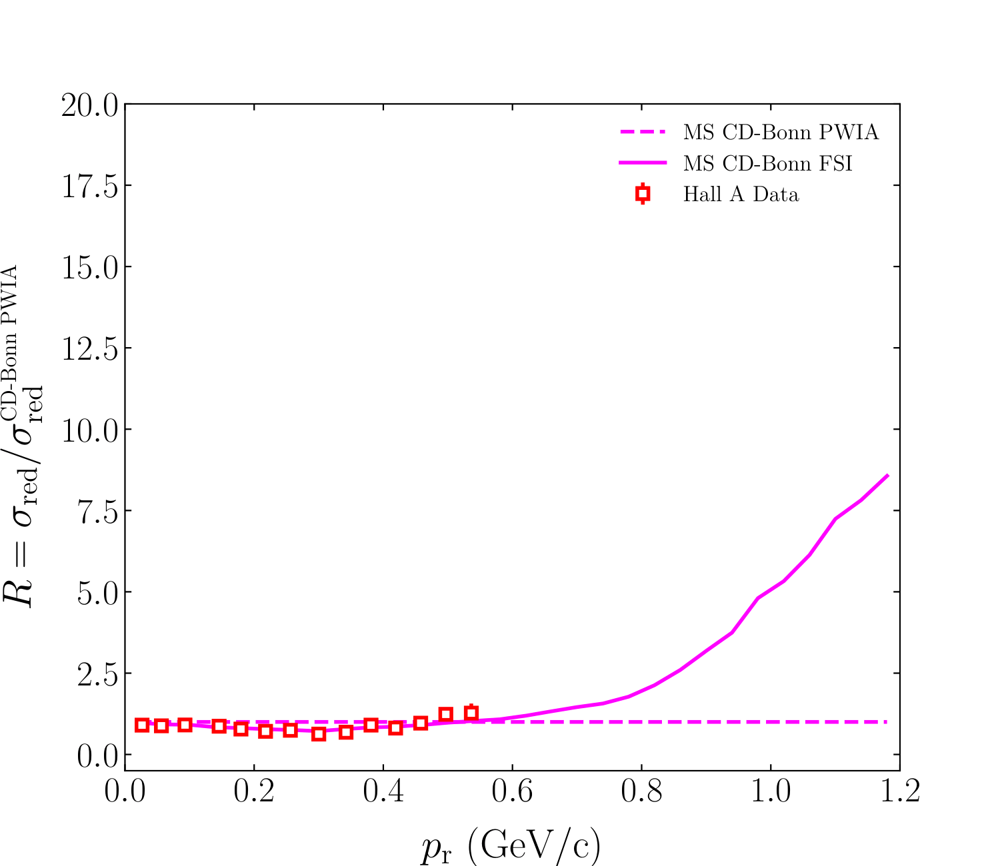 20.0
17.5
15.0
12.5
10.0
7.5
5.0
2.5
0.0
R = σred/σredCD-Bonn PWIA
MS CD-Bonn PWIA
MS CD-Bonn FSI
Hall A Data
0.0 0.2 0.4 0.6 0.8 1.0 1.2
pr (GeV/c)